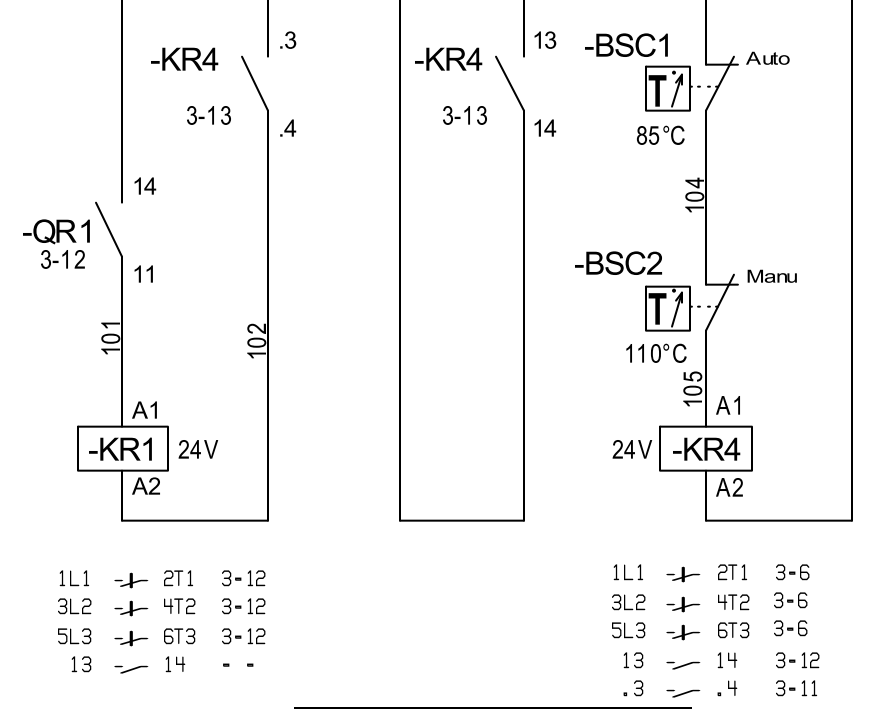 -KR4
.3
3-13
.4
14
-QR1
3-12
11
101
102
A1
-KR1
24V
A2
-KR4
13
3-13
14
-BSC1
Auto
T
85°C
104
-BSC2
Manu
T
110°C
105
A1
24V
-KR4
A2
1L1 2T1 3-12
3L2 4T2 3-12
5L3 6T3 3-12
13 14 - -
1L1 2T1 3-6
3L2 4T2 3-6
5L3 6T3 3-6
13 14 3-12
.3 .4 3-11